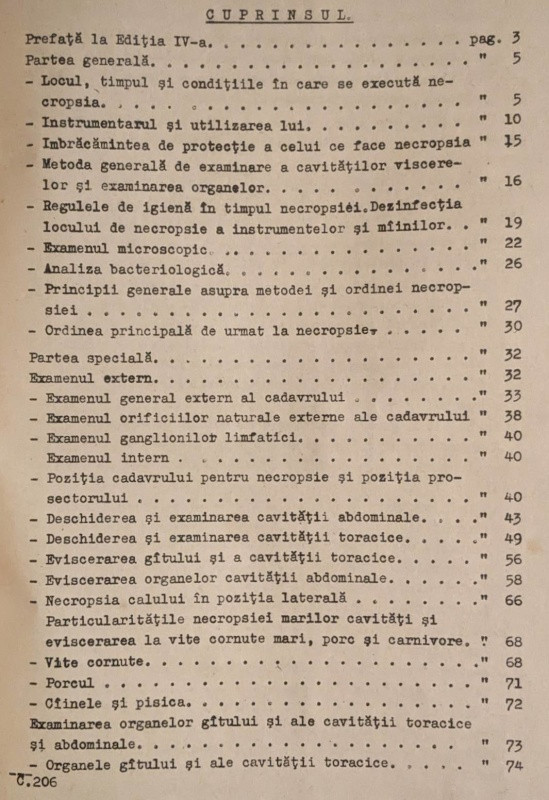 CUPRINSUL.
Prefață la Ediția IV-a. . . . . . . . . . . . . . . pag. 3
Partea generală. . . . . . . . . . . . . . . . . . . " 5
- Locul, timpul și condițiile în care se execută ne-
cropsia. . . . . . . . . . . . . . . . . . . . . . " 5
- Instrumentarul și utilizarea lui. . . . . . . . . . " 10
- Imbrăcămintea de protecție a celui ce face necropsia " 15
- Metoda generală de examinare a cavităților viscere-
lor și examinarea organelor. . . . . . . . . . . . " 16
- Regulele de igienă în timpul necropsiei.Dezinfecția
locului de necropsie a instrumentelor și mîinilor. . " 19
- Examenul microscopic. . . . . . . . . . . . . . . . " 22
- Analiza bacteriologică. . . . . . . . . . . . . . . " 26
- Principii generale asupra metodei și ordinei necrop-
siei . . . . . . . . . . . . . . . . . . . . . . . " 27
- Ordinea principală de urmat la necropsie. . . . . . " 30
Partea specială. . . . . . . . . . . . . . . . . . . " 32
Examenul extern. . . . . . . . . . . . . . . . . . . " 32
- Examenul general extern al cadavrului . . . . . . . " 33
- Examenul orificiilor naturale externe ale cadavrului " 38
- Examenul ganglionilor limfatici. . . . . . . . . . . " 40
Examenul intern . . . . . . . . . . . . . . . . . . " 40
- Poziția cadavrului pentru necropsie și poziția pro-
sectorului . . . . . . . . . . . . . . . . . . . . " 40
- Deschiderea și examinarea cavității abdominale. . . ." 43
- Deschiderea și examinarea cavității toracice. . . . ." 49
- Eviscerarea gîtului și a cavității toracice. . . . . " 56
- Eviscerarea organelor cavității abdominale. . . . . ." 58
- Necropsia calului în poziția laterală . . . . . . . ." 66
Particularitățile necropsiei marilor cavități și
eviscerarea la vite cornute mari, porc și carnivore. " 68
- Vite cornute. . . . . . . . . . . . . . . . . . . . ." 68
- Porcul . . . . . . . . . . . . . . . . . . . . . . . " 71
- Cîinele și pisica. . . . . . . . . . . . . . . . . . " 72
Examinarea organelor gîtului și ale cavității toracice
și abdominale. . . . . . . . . . . . . . . . . . . . " 73
- Organele gîtului și ale cavității toracice. . . . . " 74
C.206